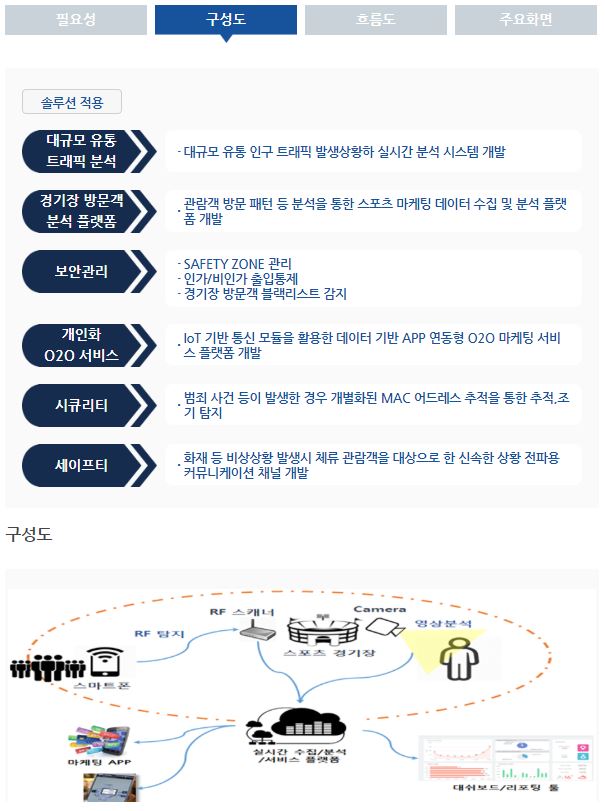 필요성
구성도
흐름도
주요화면
솔루션 적용
대규모 유통
트래픽 분석
- 대규모 유통 인구 트래픽 발생상황하 실시간 분석 시스템 개발
경기장 방문객
분석 플랫폼
- 관람객 방문 패턴 등 분석을 통한 스포츠 마케팅 데이터 수집 및 분석 플랫
폼 개발
보안관리
- SAFETY ZONE 관리
- 인가/비인가 출입통제
- 경기장 방문객 블랙리스트 감지
개인화
O2O 서비스
- IoT 기반 통신 모듈을 활용한 데이터 기반 APP 연동형 O2O 마케팅 서비
스 플랫폼 개발
시큐리티
- 범죄 사건 등이 발생한 경우 개별화된 MAC 어드레스 추적을 통한 추적,조
기 탐지
세이프티
- 화재 등 비상상황 발생시 체류 관람객을 대상으로 한 신속한 상황 전파용
커뮤니케이션 채널 개발
구성도
RF 스캐너
Camera
RF 탐지
영상분석
스포츠 경기장
스마트폰
실시간 수집/분석
/서비스 플랫폼
마케팅 APP
대쉬보드/리포팅 툴